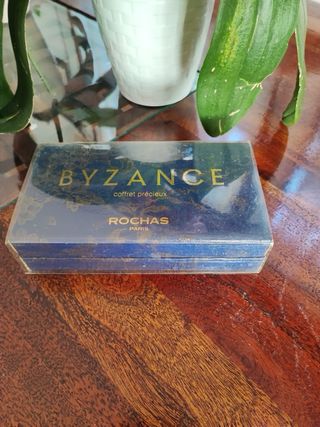 BYZANCE
coffret précieux
ROCHAS
PARIS